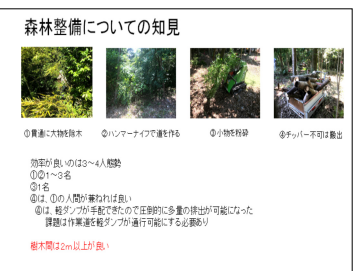 森林整備についての知見
①貫通に大物を除木
②ハンマーナイフで道を作る
③小物を粉砕
④チッパー不可は搬出
効率が良いのは3～4人態勢
①②1～3名
③1名
④は、①の人間が兼ねれば良い
④は、軽ダンプが手配できたので圧倒的に多量の排出が可能になった
課題は作業道を軽ダンプが通行可能にする必要あり
樹木間は2m以上が良い